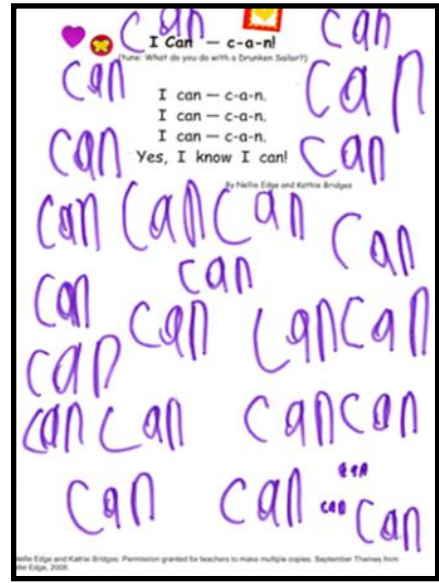 can can
I Can — c-a-n!
(tune: What do you do with a Drunken Sailor?)
can can
I can — c-a-n.
I can — c-a-n.
I can — c-a-n.
can Yes, I know I can! can
By Nellie Edge and Kathie Bridges
can can can can
can
can can can can
can
can can can can
can
can can can can
Nellie Edge and Kathie Bridges: Permission granted for teachers to make multiple copies. September Themes from
Nellie Edge, 2008.